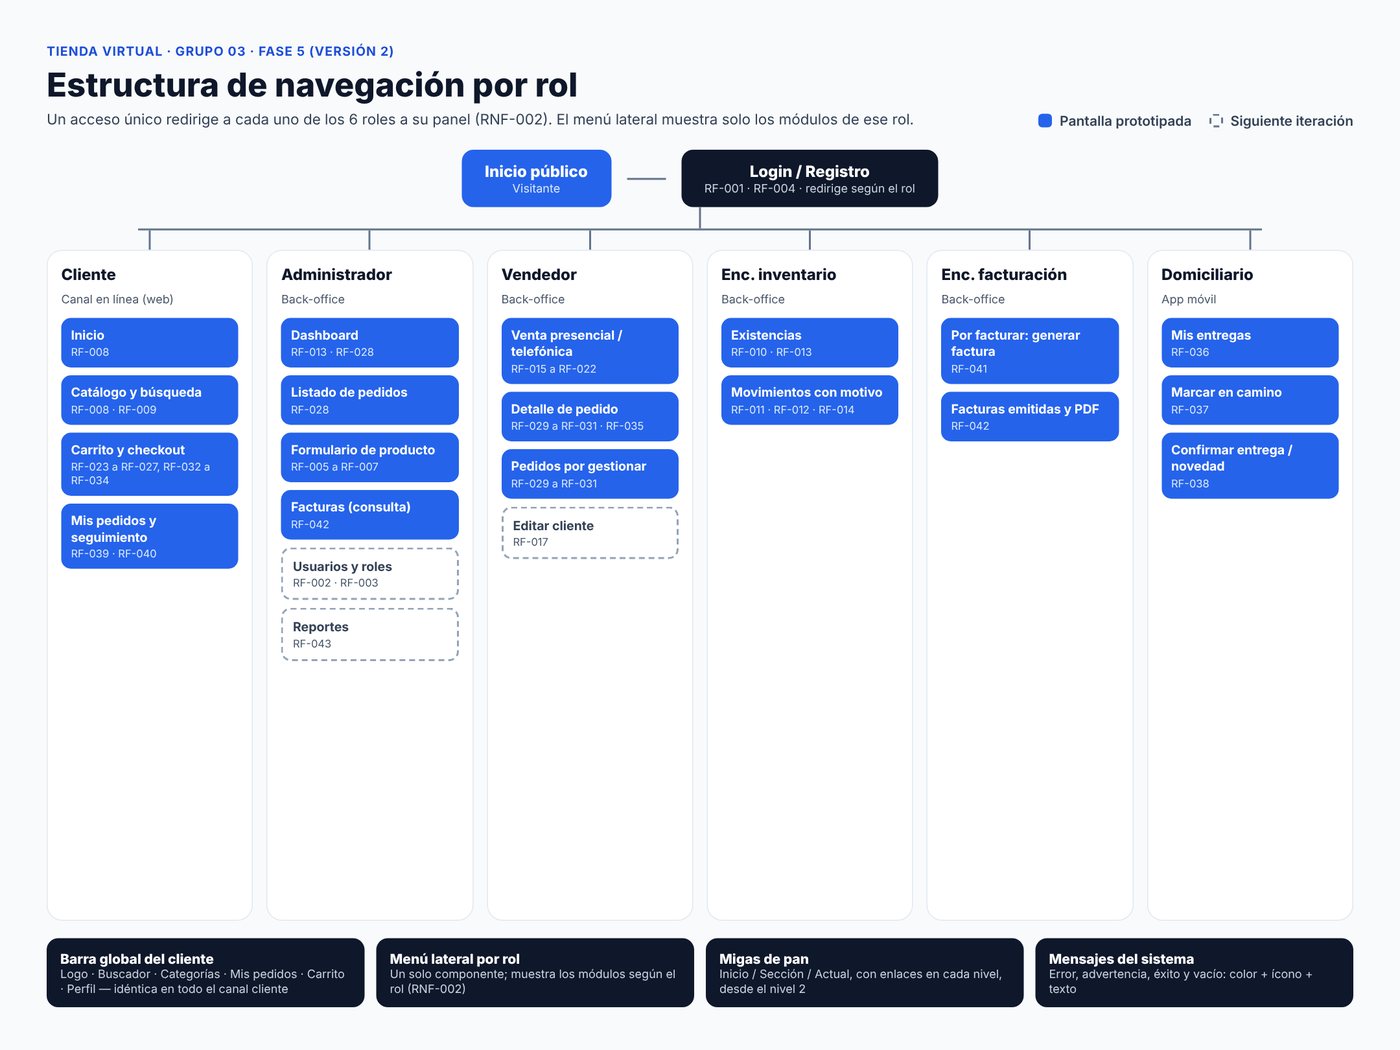 TIENDA VIRTUAL · GRUPO 03 · FASE 5 (VERSIÓN 2)
Estructura de navegación por rol
Un acceso único redirige a cada uno de los 6 roles a su panel (RNF-002). El menú lateral muestra solo los módulos de ese rol.
Pantalla prototipada
Siguiente iteración
Inicio público
Visitante
Login / Registro
RF-001 · RF-004 · redirige según el rol
Cliente
Canal en línea (web)
Inicio
RF-008
Catálogo y búsqueda
RF-008 · RF-009
Carrito y checkout
RF-023 a RF-027, RF-032 a
RF-034
Mis pedidos y
seguimiento
RF-039 · RF-040
Administrador
Back-office
Dashboard
RF-013 · RF-028
Listado de pedidos
RF-028
Formulario de producto
RF-005 a RF-007
Facturas (consulta)
RF-042
Usuarios y roles
RF-002 · RF-003
Reportes
RF-043
Vendedor
Back-office
Venta presencial /
telefónica
RF-015 a RF-022
Detalle de pedido
RF-029 a RF-031 · RF-035
Pedidos por gestionar
RF-029 a RF-031
Editar cliente
RF-017
Enc. inventario
Back-office
Existencias
RF-010 · RF-013
Movimientos con motivo
RF-011 · RF-012 · RF-014
Enc. facturación
Back-office
Por facturar: generar
factura
RF-041
Facturas emitidas y PDF
RF-042
Domiciliario
App móvil
Mis entregas
RF-036
Marcar en camino
RF-037
Confirmar entrega /
novedad
RF-038
Barra global del cliente
Logo · Buscador · Categorías · Mis pedidos · Carrito
· Perfil — idéntica en todo el canal cliente
Menú lateral por rol
Un solo componente; muestra los módulos según el
rol (RNF-002)
Migas de pan
Inicio / Sección / Actual, con enlaces en cada nivel,
desde el nivel 2
Mensajes del sistema
Error, advertencia, éxito y vacío: color + ícono +
texto